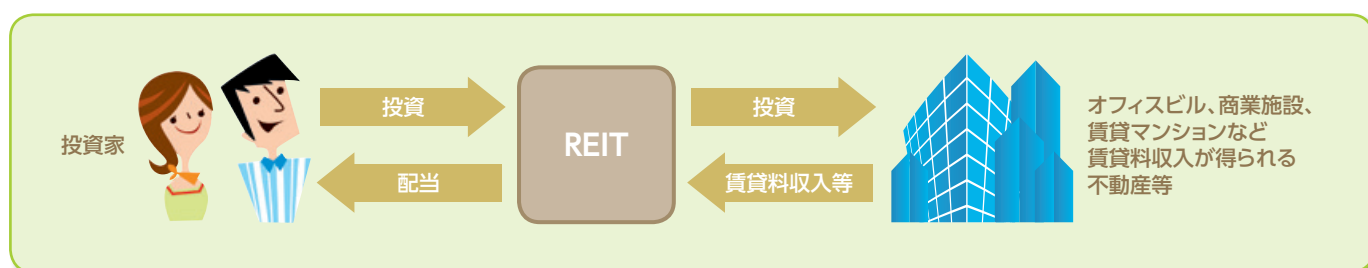 投資家
投資
配当
REIT
投資
賃貸料収入等
オフィスビル、商業施設、
賃貸マンションなど
賃貸料収入が得られる
不動産等